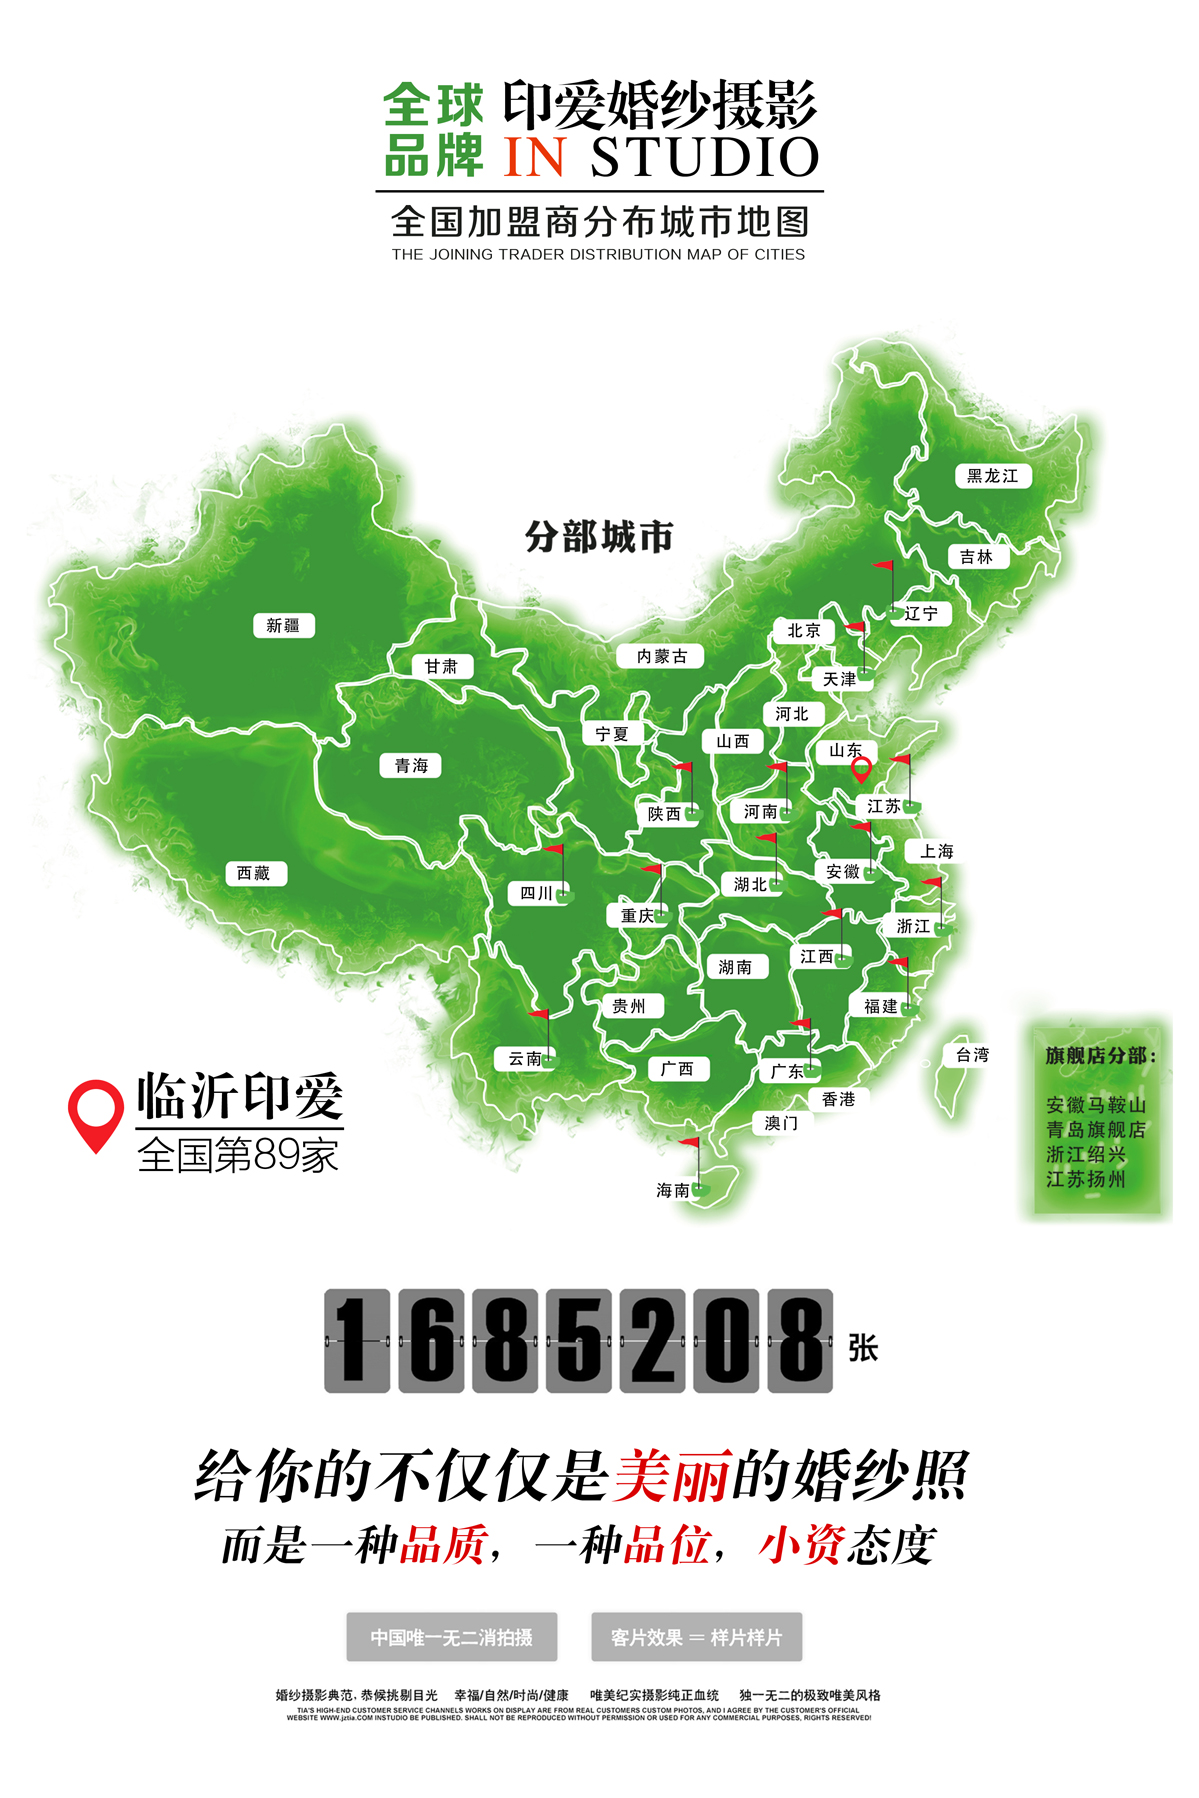 全球品牌
印爱婚纱摄影
IN STUDIO
全国加盟商分布城市地图
THE JOINING TRADER DISTRIBUTION MAP OF CITIES
分部城市
黑龙江
吉林
辽宁
新疆
北京
内蒙古
甘肃
天津
河北
宁夏
山西
山东
青海
陕西
河南
江苏
上海
西藏
四川
湖北
安徽
重庆
浙江
湖南
江西
贵州
福建
云南
广西
广东
台湾
香港
澳门
海南
临沂印爱
全国第89家
旗舰店分部：
安徽马鞍山
青岛旗舰店
浙江绍兴
江苏扬州
1685208 张
给你的不仅仅是美丽的婚纱照
而是一种品质，一种品位，小资态度
中国唯一无二消拍摄
客片效果 = 样片样片
婚纱摄影典范，恭候挑剔目光 幸福/自然/时尚/健康 唯美纪实摄影纯正血统 独一无二的极致唯美风格
TIA'S HIGH-END CUSTOMER SERVICE CHANNELS WORKS ON DISPLAY ARE FROM REAL CUSTOMERS CUSTOM PHOTOS, AND I AGREE BY THE CUSTOMER'S OFFICIAL
WEBSITE WWW.jztia.COM INSTUDIO BE PUBLISHED. SHALL NOT BE REPRODUCED WITHOUT PERMISSION OR USED FOR ANY COMMERCIAL PURPOSES, RIGHTS RESERVED!